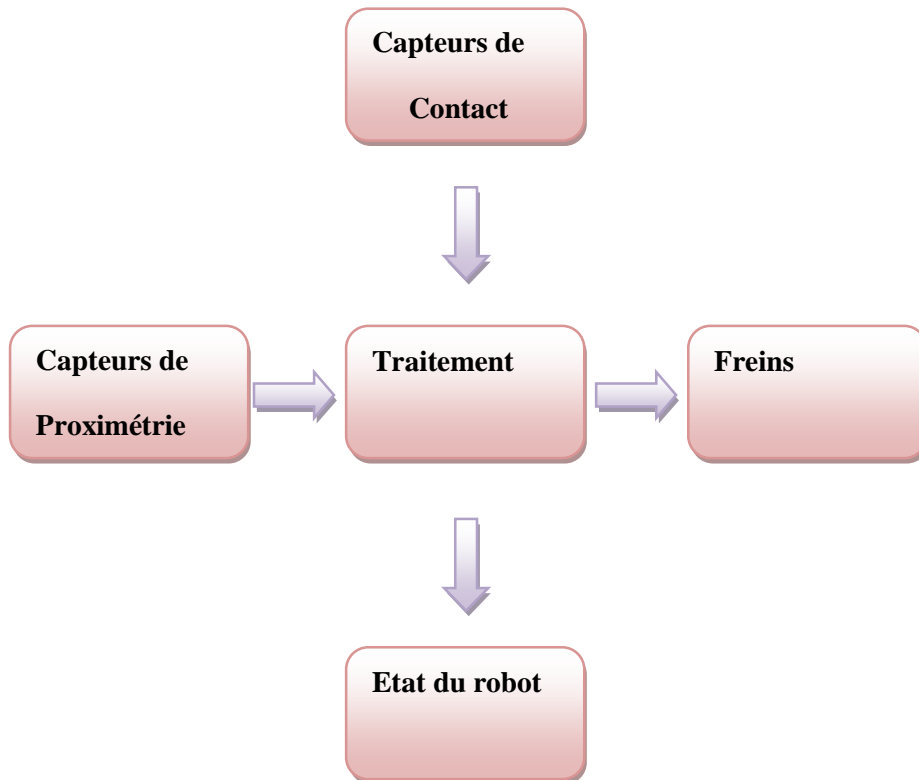 Capteurs de
Contact
Capteurs de
Proximétrie
Traitement
Freins
Etat du robot